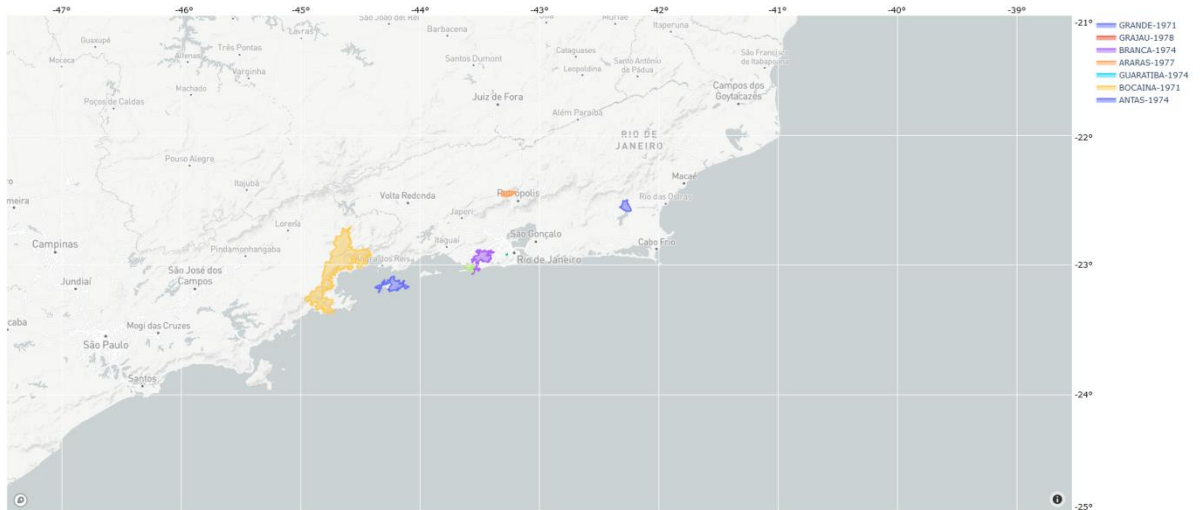 -47° -46° -45° -44° -43° -42° -41° -40° -39°
-21°
-22°
-23°
-24°
-25°
GRANDE-1971
GRAJAU-1978
BRANCA-1974
ARARAS-1977
GUARATIBA-1974
BOCAINA-1971
ANTAS-1974
São João del Rei
Ubá
Muriaé
Itaperuna
Guaxupé
Lavras
Barbacena
Três Pontas
Cataguases
São Francisco
de Itabapoana
Mococa
Alfenas
Varginha
Santos Dumont
Leopoldina
Santo Antônio
de Pádua
Poços de Caldas
Machado
Juiz de Fora
Campos dos
Goytacazes
Além Paraíba
RIO DE
JANEIRO
Pouso Alegre
Itajubá
Volta Redonda
Macaé
Rio das Ostras
Japeri
Lorena
São Gonçalo
Campinas
Pindamonhangaba
Itaguaí
Cabo Frio
Rio de Janeiro
Jundiaí
São José dos
Campos
Mogi das Cruzes
São Paulo
Santos